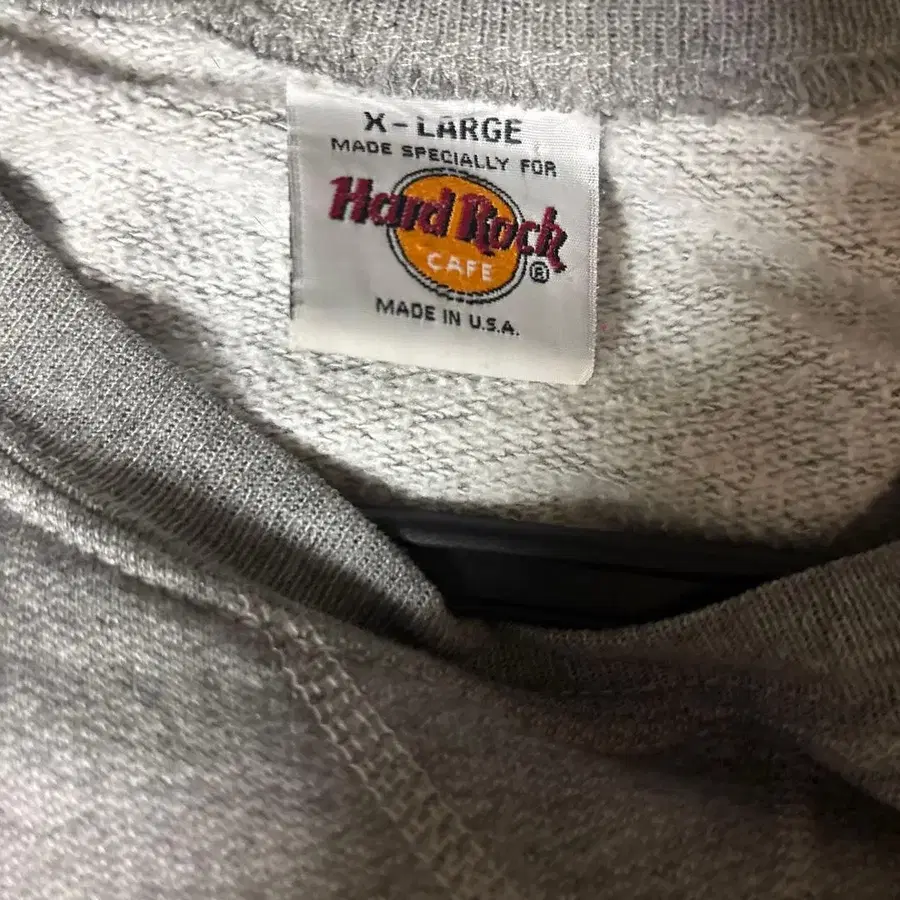 X-LARGE
MADE SPECIALLY FOR
Hard Rock
CAFE ®
MADE IN U.S.A.